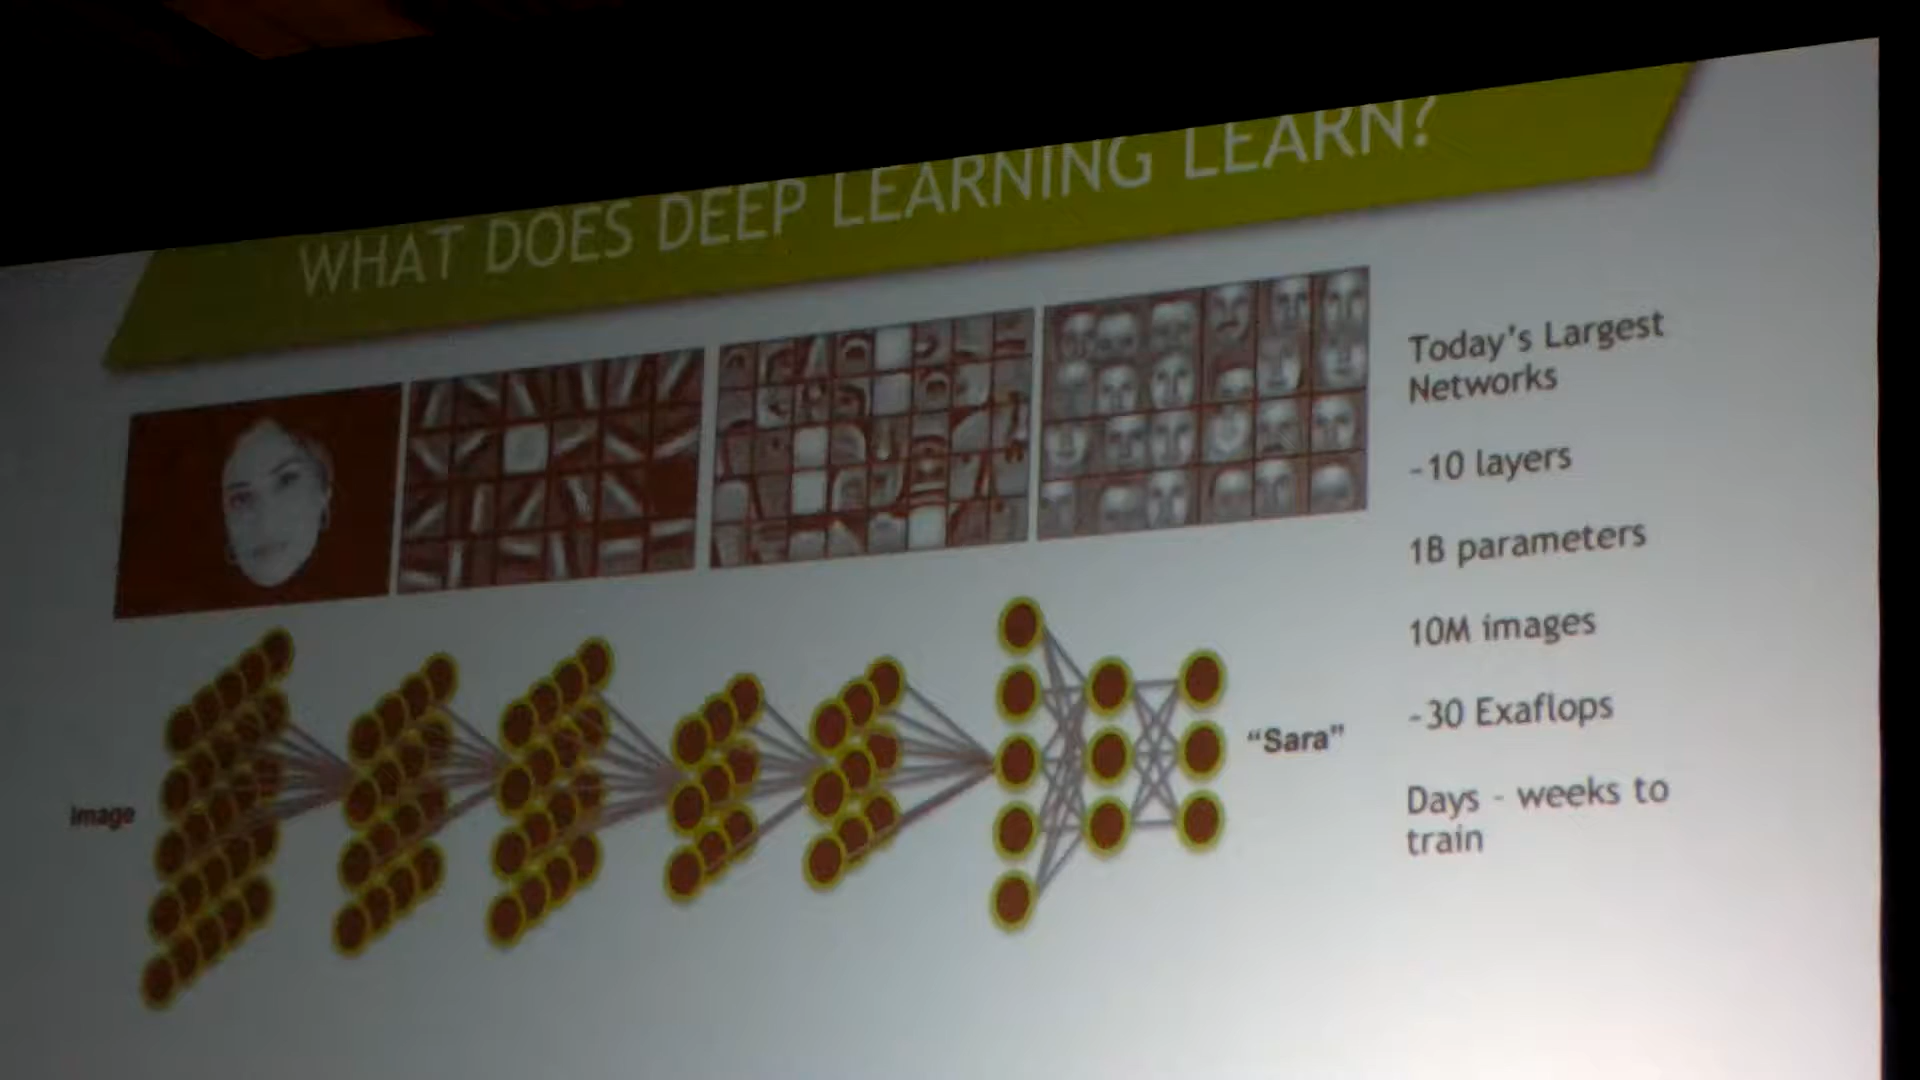 WHAT DOES DEEP LEARNING LEARN?
Today's Largest
Networks
~10 layers
1B parameters
10M images
~30 Exaflops
Days - weeks to
train
Image
"Sara"